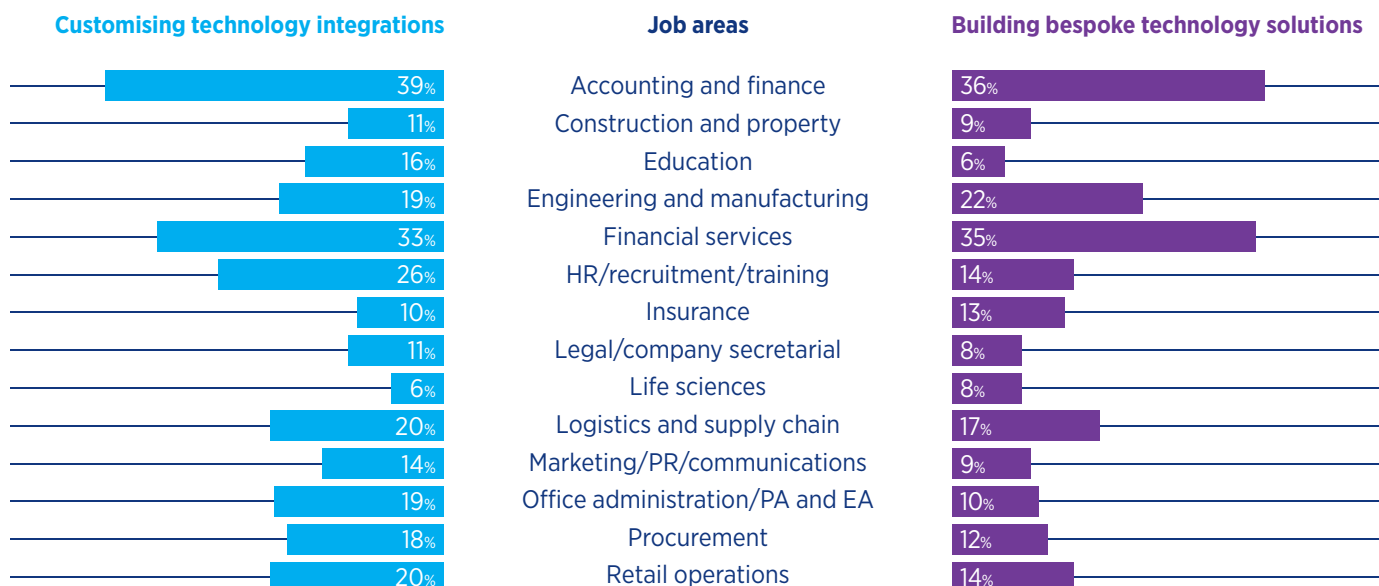 Customising technology integrations Job areas Building bespoke technology solutions
39% Accounting and finance 36%
11% Construction and property 9%
16% Education 6%
19% Engineering and manufacturing 22%
33% Financial services 35%
26% HR/recruitment/training 14%
10% Insurance 13%
11% Legal/company secretarial 8%
6% Life sciences 8%
20% Logistics and supply chain 17%
14% Marketing/PR/communications 9%
19% Office administration/PA and EA 10%
18% Procurement 12%
20% Retail operations 14%